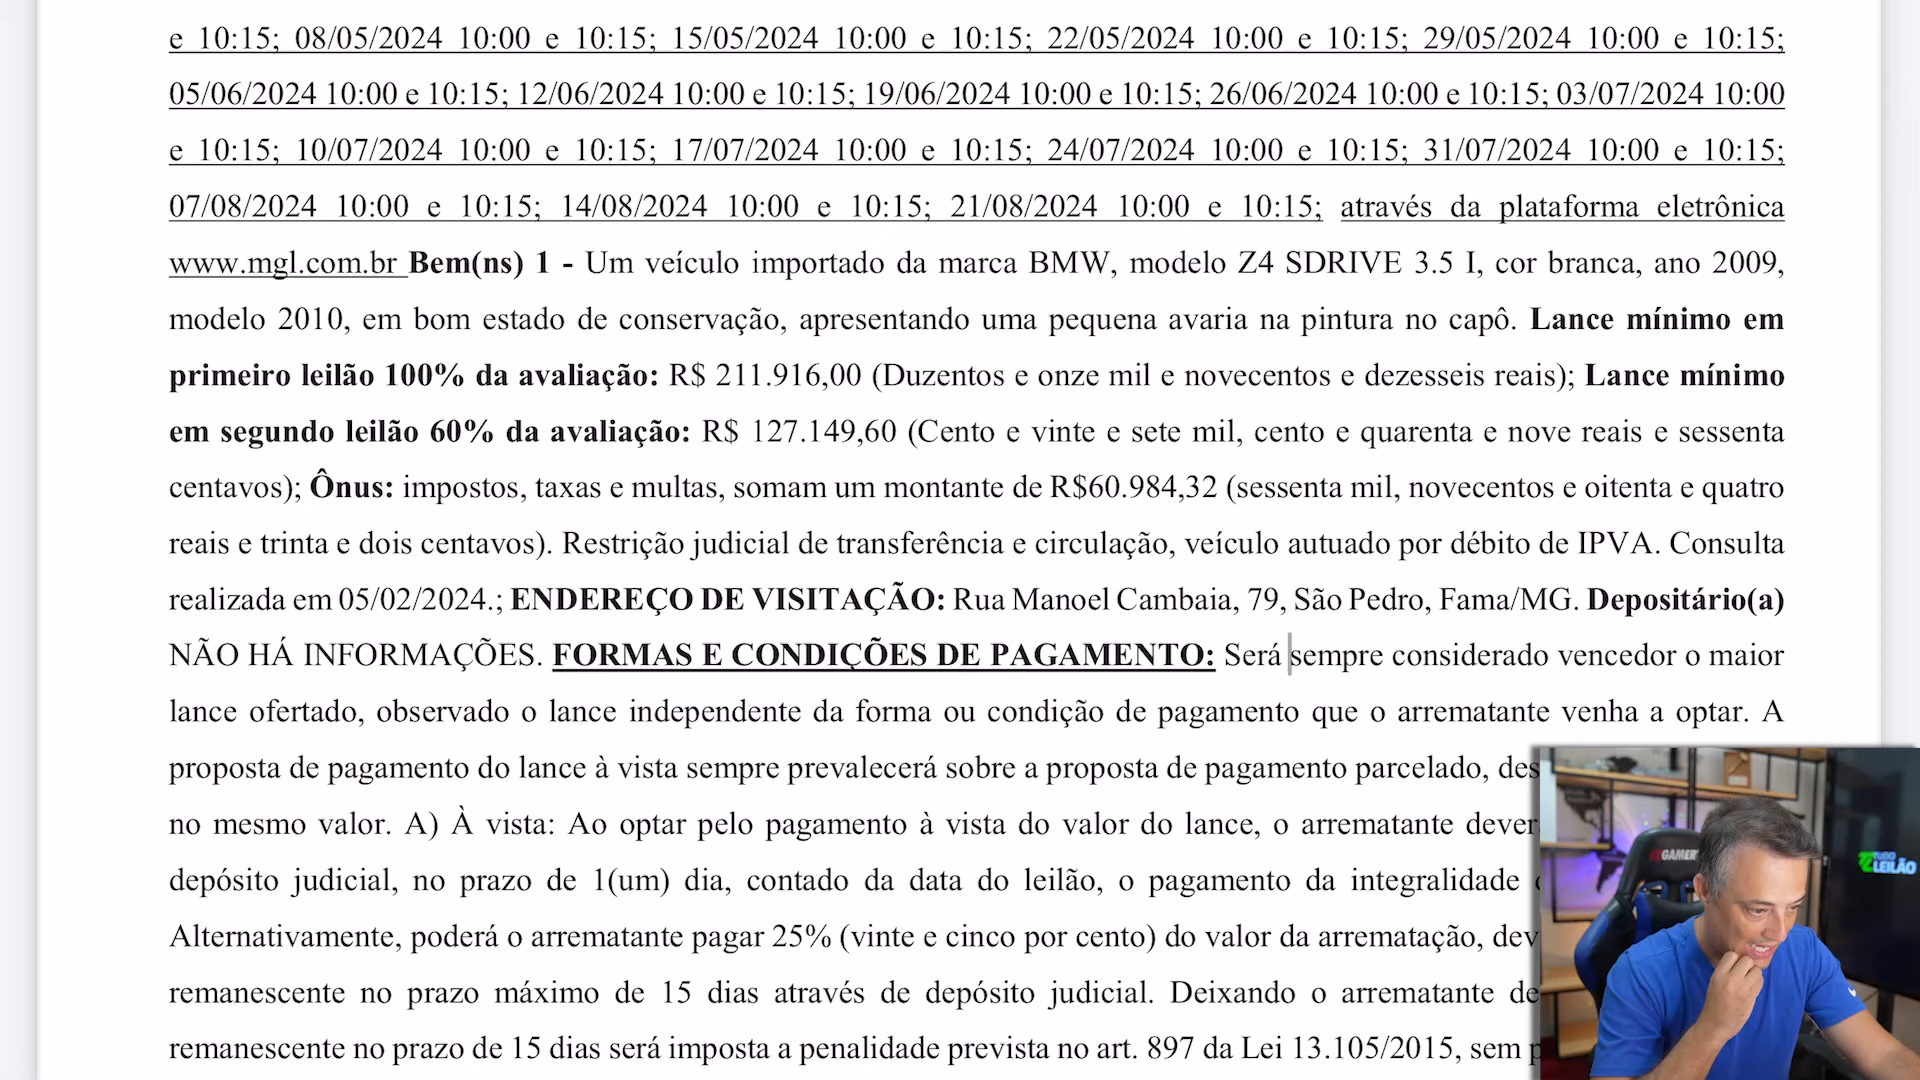 e 10:15; 08/05/2024 10:00 e 10:15; 15/05/2024 10:00 e 10:15; 22/05/2024 10:00 e 10:15; 29/05/2024 10:00 e 10:15;
05/06/2024 10:00 e 10:15; 12/06/2024 10:00 e 10:15; 19/06/2024 10:00 e 10:15; 26/06/2024 10:00 e 10:15; 03/07/2024 10:00
e 10:15; 10/07/2024 10:00 e 10:15; 17/07/2024 10:00 e 10:15; 24/07/2024 10:00 e 10:15; 31/07/2024 10:00 e 10:15;
07/08/2024 10:00 e 10:15; 14/08/2024 10:00 e 10:15; 21/08/2024 10:00 e 10:15; através da plataforma eletrônica
www.mgl.com.br Bem(ns) 1 - Um veículo importado da marca BMW, modelo Z4 SDRIVE 3.5 I, cor branca, ano 2009,
modelo 2010, em bom estado de conservação, apresentando uma pequena avaria na pintura no capô. Lance mínimo em
primeiro leilão 100% da avaliação: R$ 211.916,00 (Duzentos e onze mil e novecentos e dezesseis reais); Lance mínimo
em segundo leilão 60% da avaliação: R$ 127.149,60 (Cento e vinte e sete mil, cento e quarenta e nove reais e sessenta
centavos); Ônus: impostos, taxas e multas, somam um montante de R$60.984,32 (sessenta mil, novecentos e oitenta e quatro
reais e trinta e dois centavos). Restrição judicial de transferência e circulação, veículo autuado por débito de IPVA. Consulta
realizada em 05/02/2024.; ENDEREÇO DE VISITAÇÃO: Rua Manoel Cambaia, 79, São Pedro, Fama/MG. Depositário(a)
NÃO HÁ INFORMAÇÕES. FORMAS E CONDIÇÕES DE PAGAMENTO: Será sempre considerado vencedor o maior
lance ofertado, observado o lance independente da forma ou condição de pagamento que o arrematante venha a optar. A
proposta de pagamento do lance à vista sempre prevalecerá sobre a proposta de pagamento parcelado, des
no mesmo valor. A) À vista: Ao optar pelo pagamento à vista do valor do lance, o arrematante dever
depósito judicial, no prazo de 1(um) dia, contado da data do leilão, o pagamento da integralidade
Alternativamente, poderá o arrematante pagar 25% (vinte e cinco por cento) do valor da arrematação, dev
remanescente no prazo máximo de 15 dias através de depósito judicial. Deixando o arrematante de
remanescente no prazo de 15 dias será imposta a penalidade prevista no art. 897 da Lei 13.105/2015, sem p
GAMER
TUDO
LEILÃO